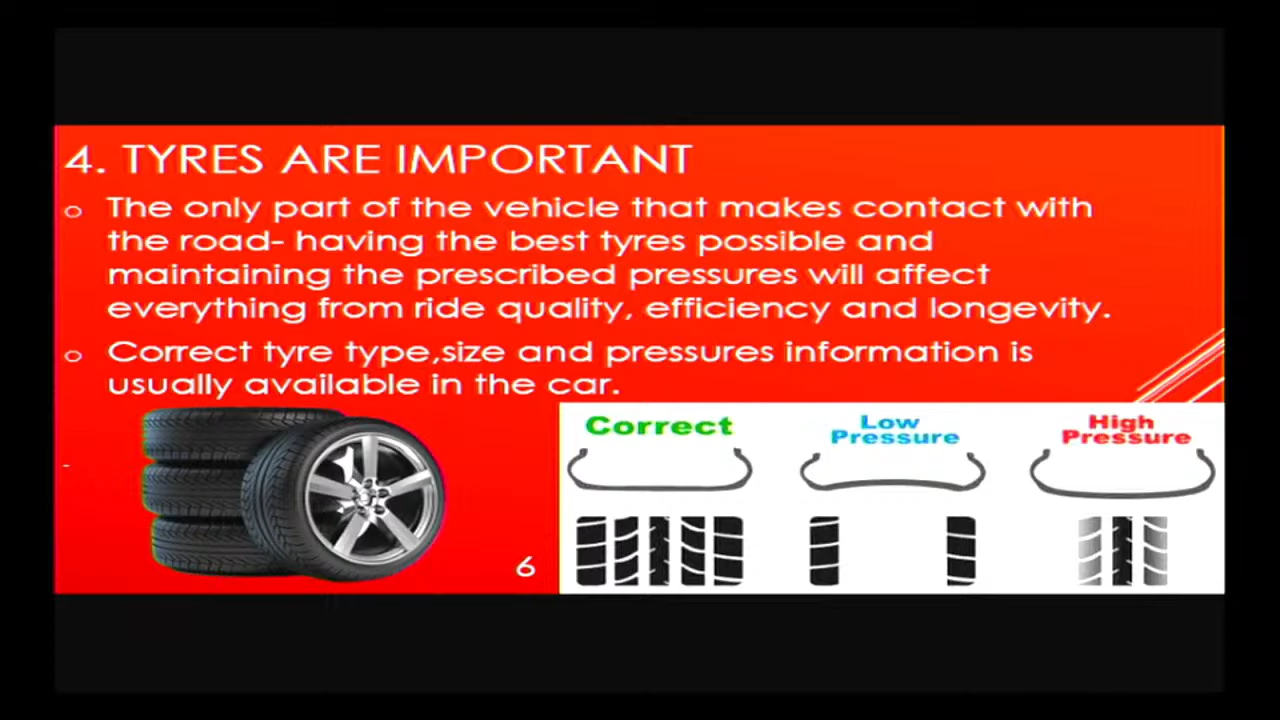 4. TYRES ARE IMPORTANT
The only part of the vehicle that makes contact with
the road- having the best tyres possible and
maintaining the prescribed pressures will affect
everything from ride quality, efficiency and longevity.
Correct tyre type,size and pressures information is
usually available in the car.
Correct
Low
Pressure
High
Pressure
6